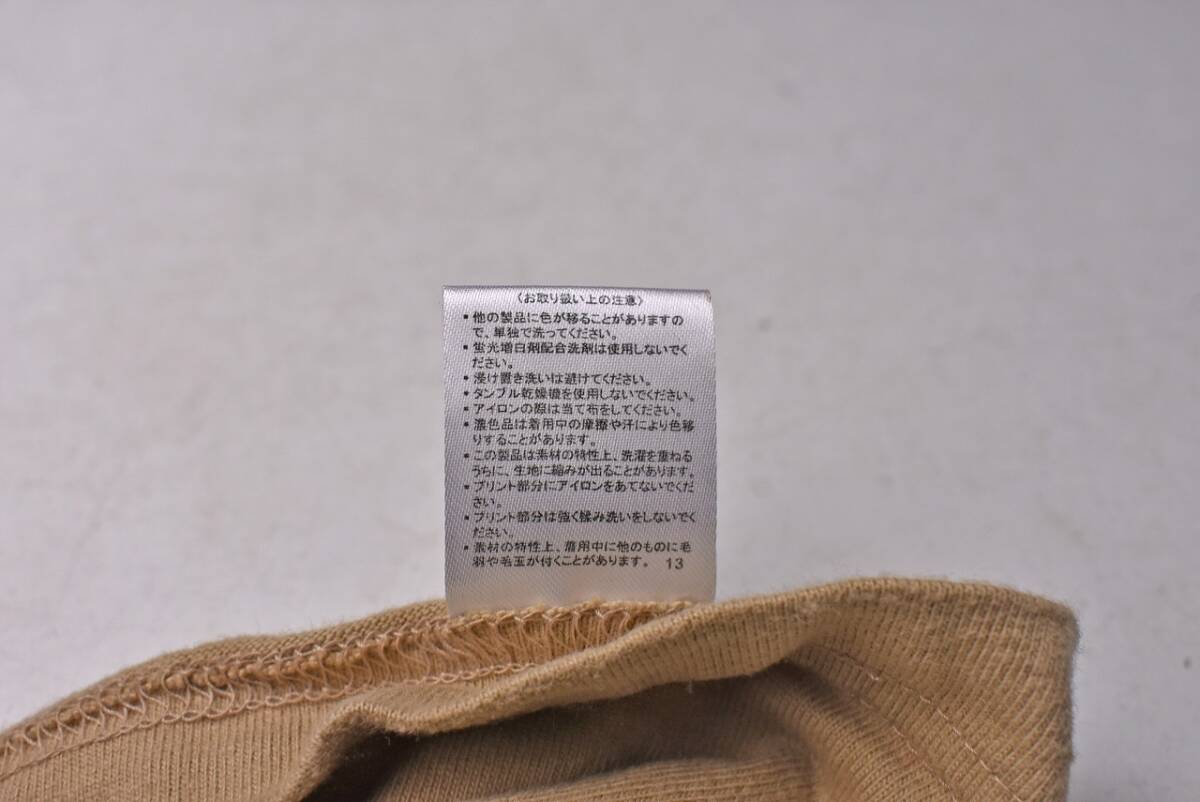 〈お取り扱い上の注意〉
▪他の製品に色が移ることがありますの
で、単独で洗ってください。
▪蛍光増白剤配合洗剤は使用しないでく
ださい。
▪浸け置き洗いは避けてください。
▪タンブル乾燥機を使用しないでください。
▪アイロンの際は当て布をしてください。
▪濃色品は着用中の摩擦や汗により色移
りすることがあります。
▪この製品は素材の特性上、洗濯を重ねる
うちに、生地に縮みが出ることがあります。
▪プリント部分にアイロンをあてないでくだ
さい。
▪プリント部分は強く揉み洗いをしないでく
ださい。
▪素材の特性上、着用中に他のものに毛
羽や毛玉が付くことがあります。 13